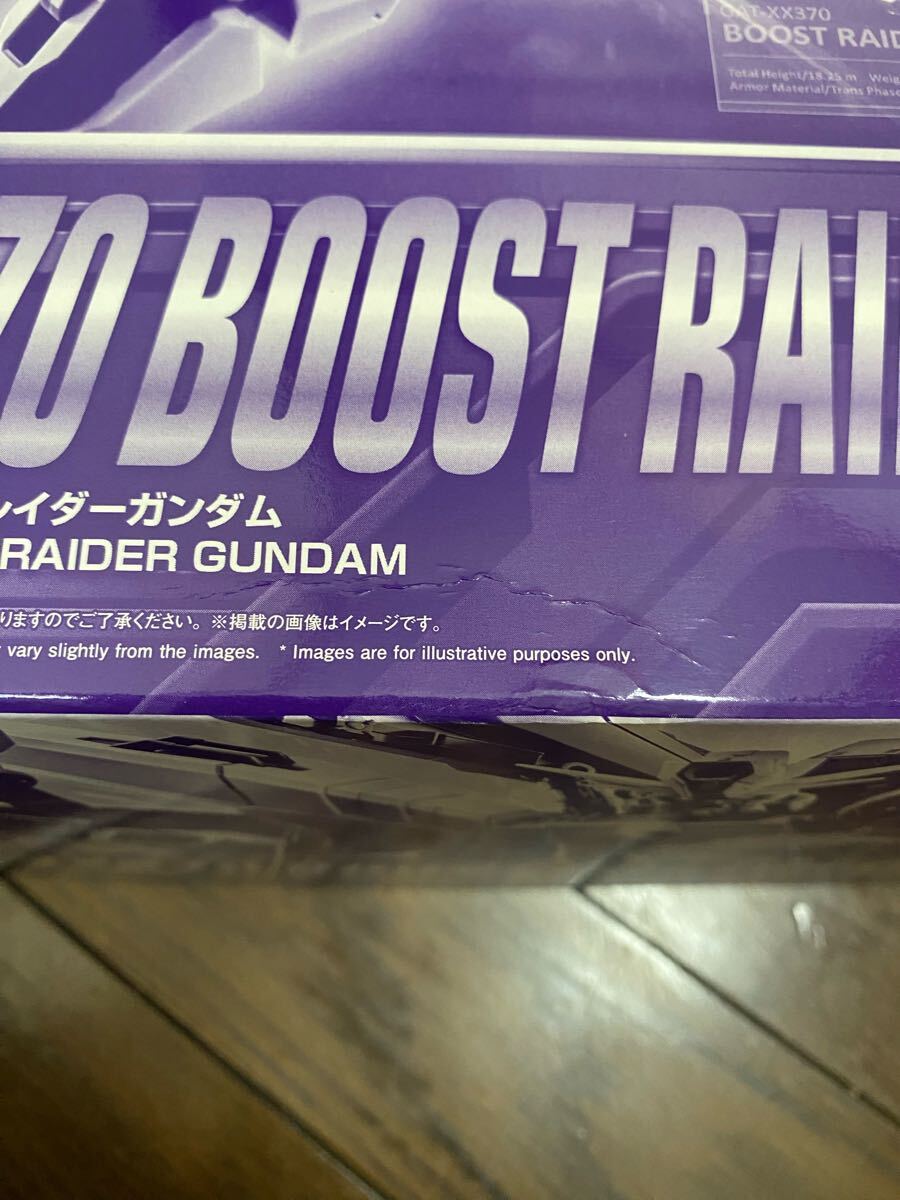 GAT-XX370
BOOST RAID
Total Height/18.25 m Weig
Armor Material/Trans Phase
70 BOOST RAI
レイダーガンダム
RAIDER GUNDAM
りますのでご了承ください。※掲載の画像はイメージです。
vary slightly from the images. * Images are for illustrative purposes only.